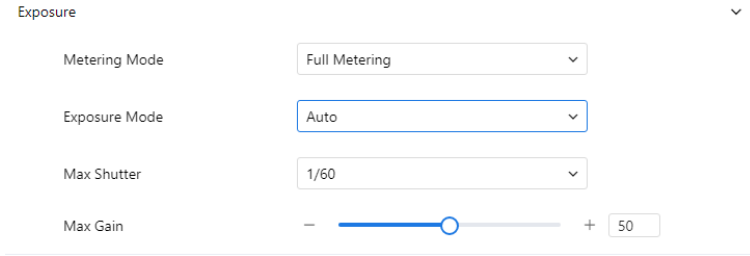 Exposure
Metering Mode Full Metering
Exposure Mode Auto
Max Shutter 1/60
Max Gain − + 50